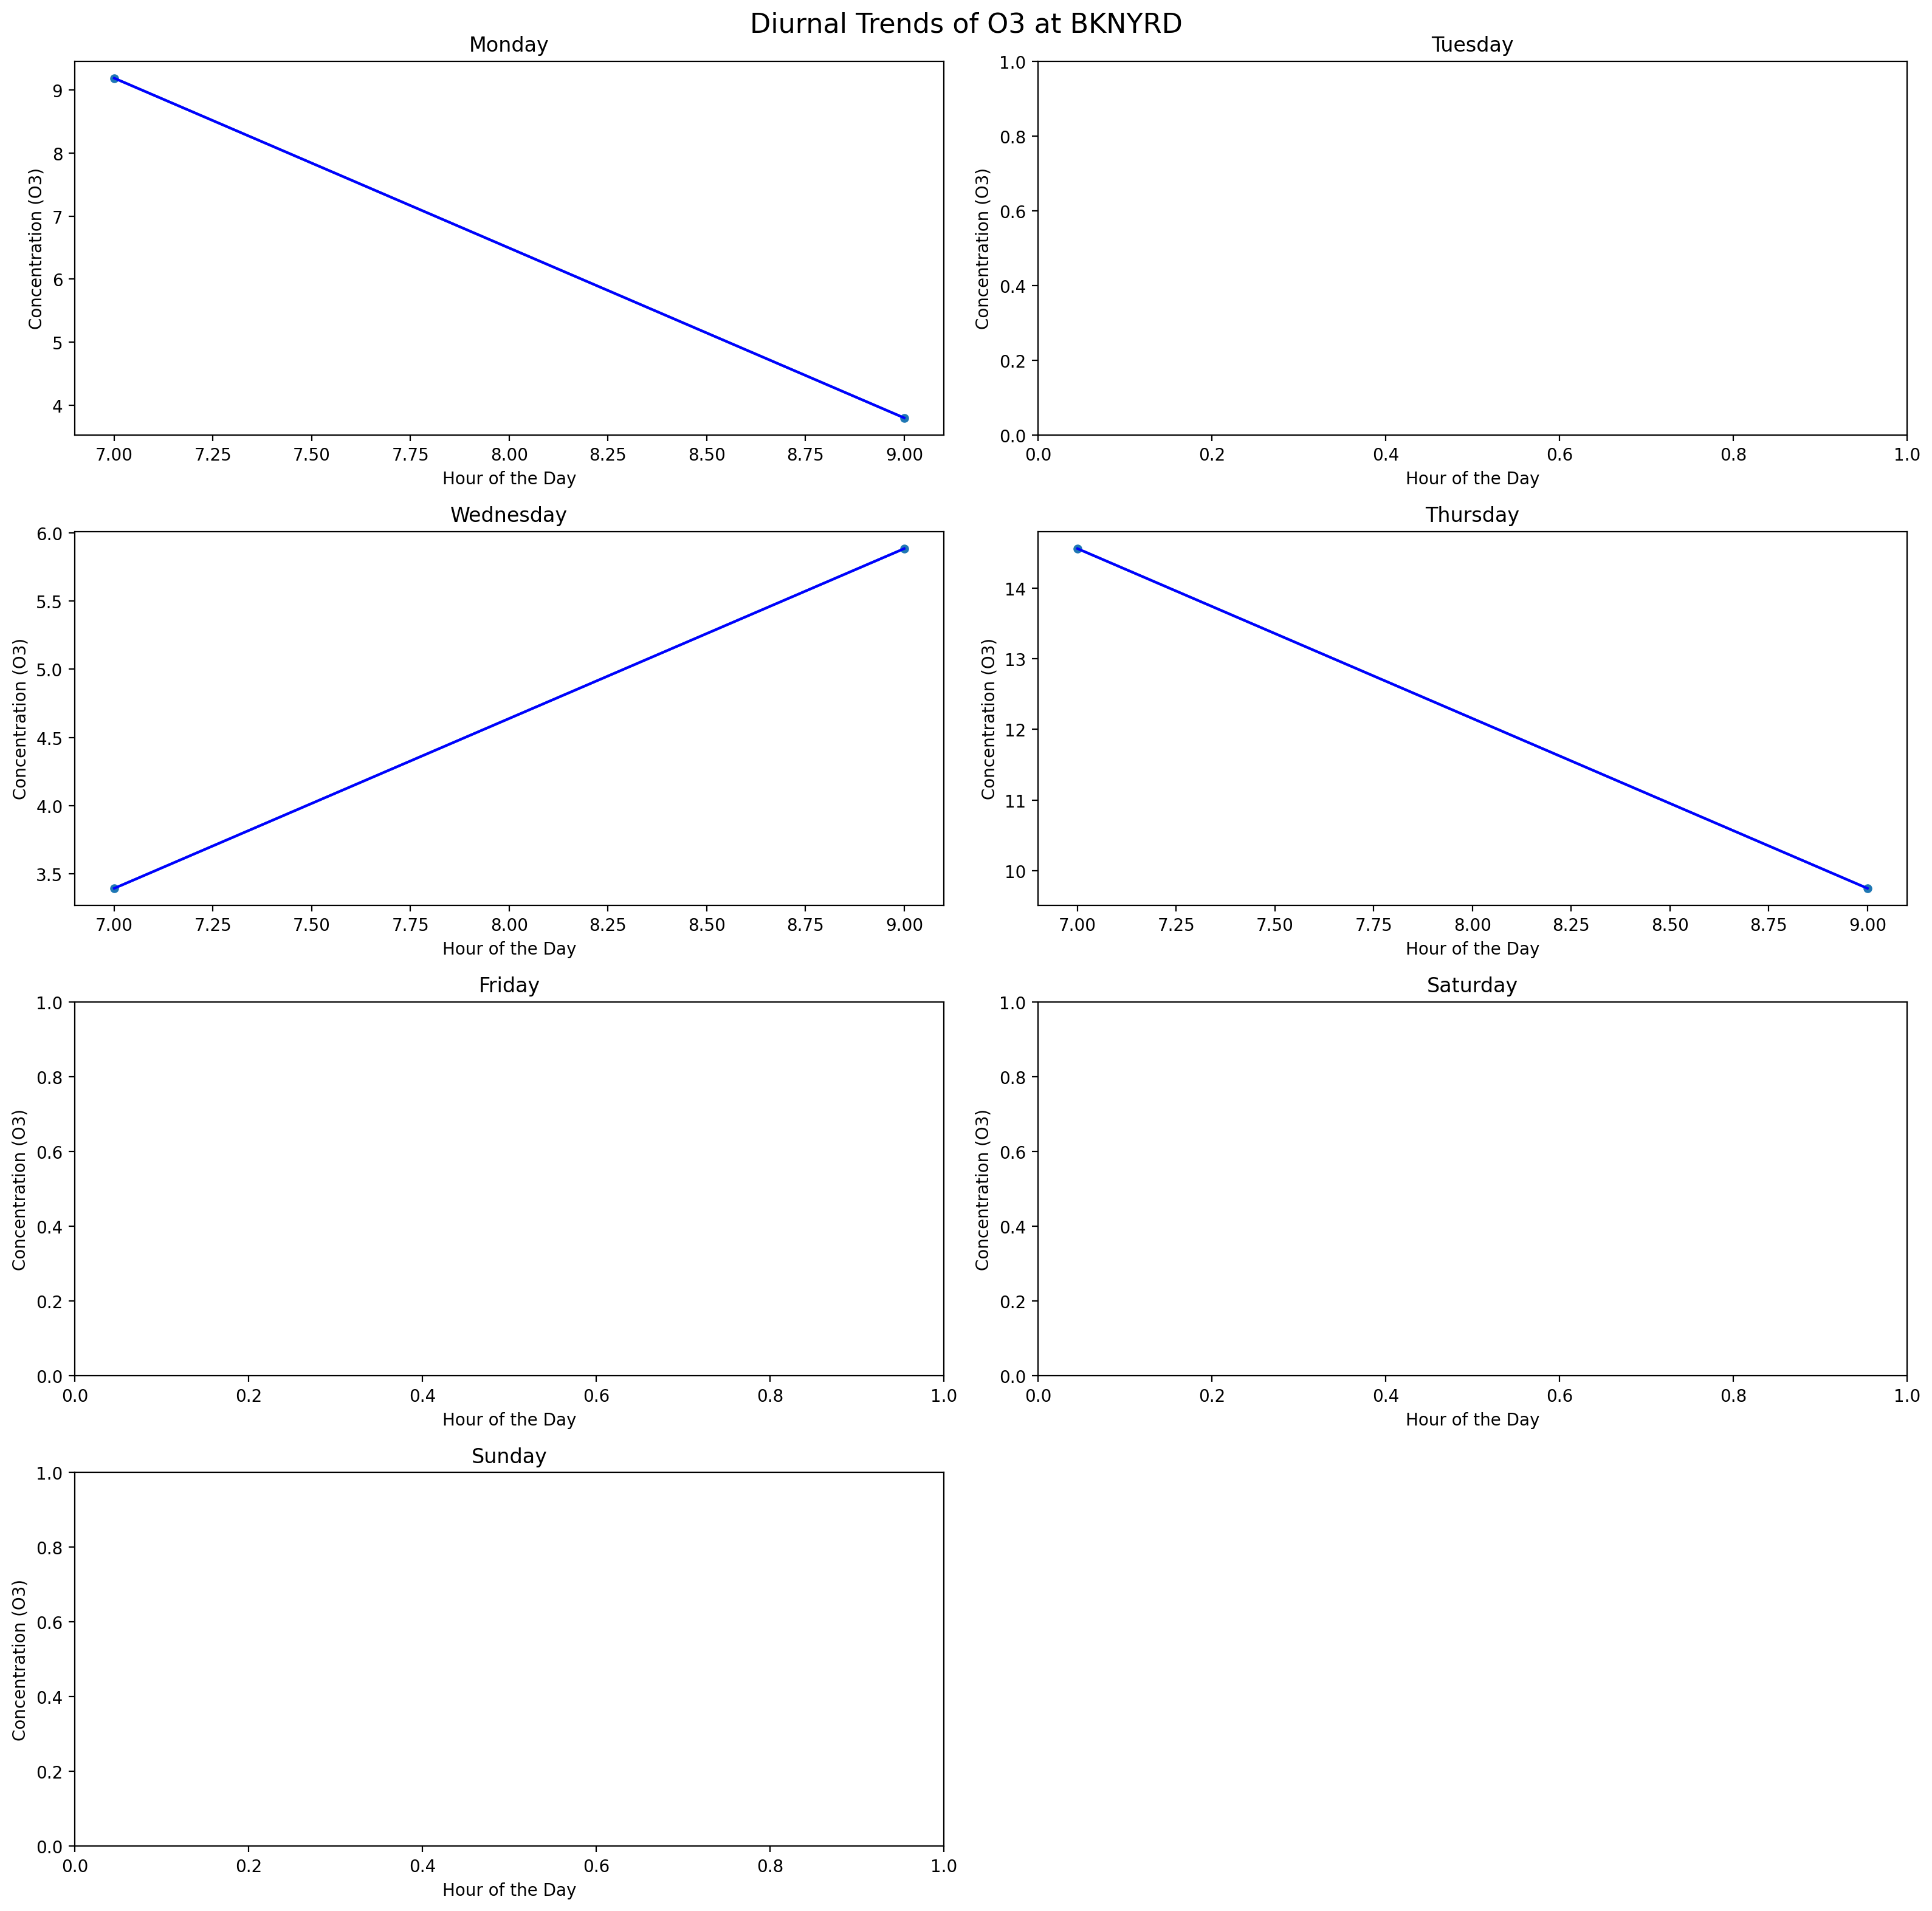 Diurnal Trends of O3 at BKNYRD
Monday
Concentration (O3)
9
8
7
6
5
4
7.00 7.25 7.50 7.75 8.00 8.25 8.50 8.75 9.00
Hour of the Day
Tuesday
Concentration (O3)
1.0
0.8
0.6
0.4
0.2
0.0
0.0 0.2 0.4 0.6 0.8 1.0
Hour of the Day
Wednesday
Concentration (O3)
6.0
5.5
5.0
4.5
4.0
3.5
7.00 7.25 7.50 7.75 8.00 8.25 8.50 8.75 9.00
Hour of the Day
Thursday
Concentration (O3)
14
13
12
11
10
7.00 7.25 7.50 7.75 8.00 8.25 8.50 8.75 9.00
Hour of the Day
Friday
Concentration (O3)
1.0
0.8
0.6
0.4
0.2
0.0
0.0 0.2 0.4 0.6 0.8 1.0
Hour of the Day
Saturday
Concentration (O3)
1.0
0.8
0.6
0.4
0.2
0.0
0.0 0.2 0.4 0.6 0.8 1.0
Hour of the Day
Sunday
Concentration (O3)
1.0
0.8
0.6
0.4
0.2
0.0
0.0 0.2 0.4 0.6 0.8 1.0
Hour of the Day